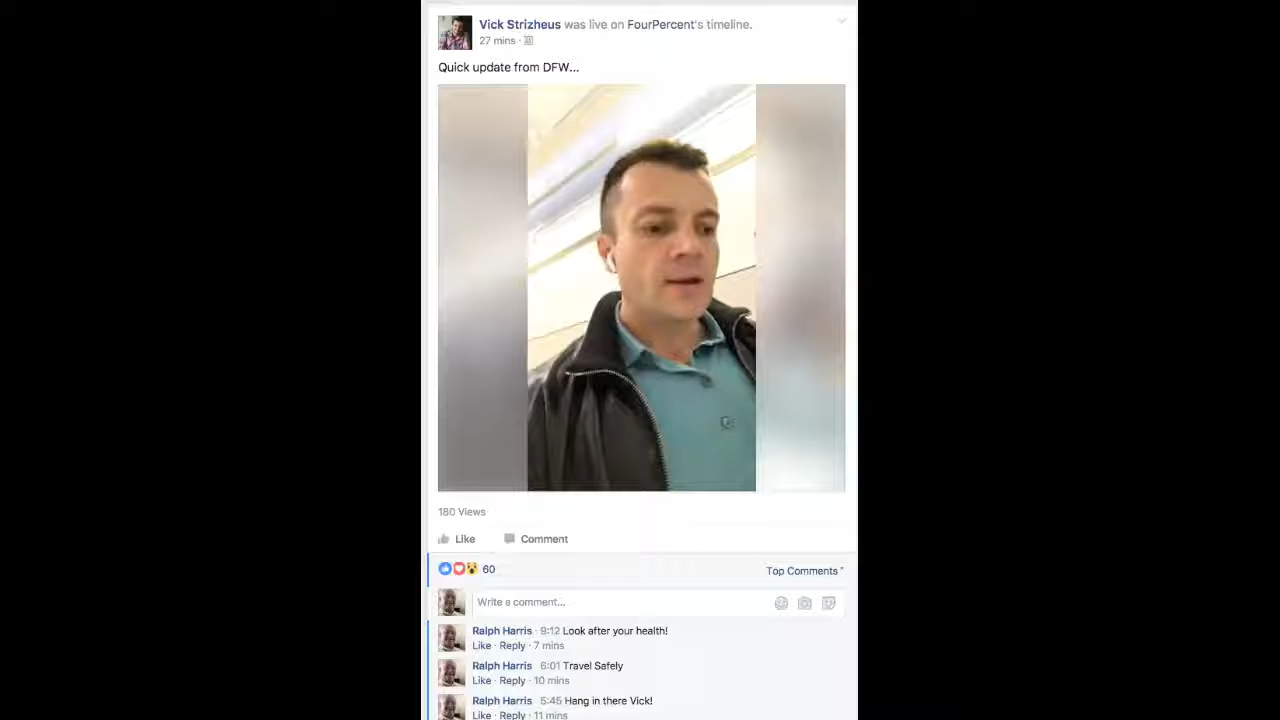 Vick Strizheus was live on FourPercent's timeline.
27 mins ·
Quick update from DFW...
180 Views
Like Comment
60 Top Comments
Write a comment...
Ralph Harris · 9:12 Look after your health!
Like · Reply · 7 mins
Ralph Harris 6:01 Travel Safely
Like · Reply · 10 mins
Ralph Harris · 5:45 Hang in there Vick!
Like · Reply · 11 mins